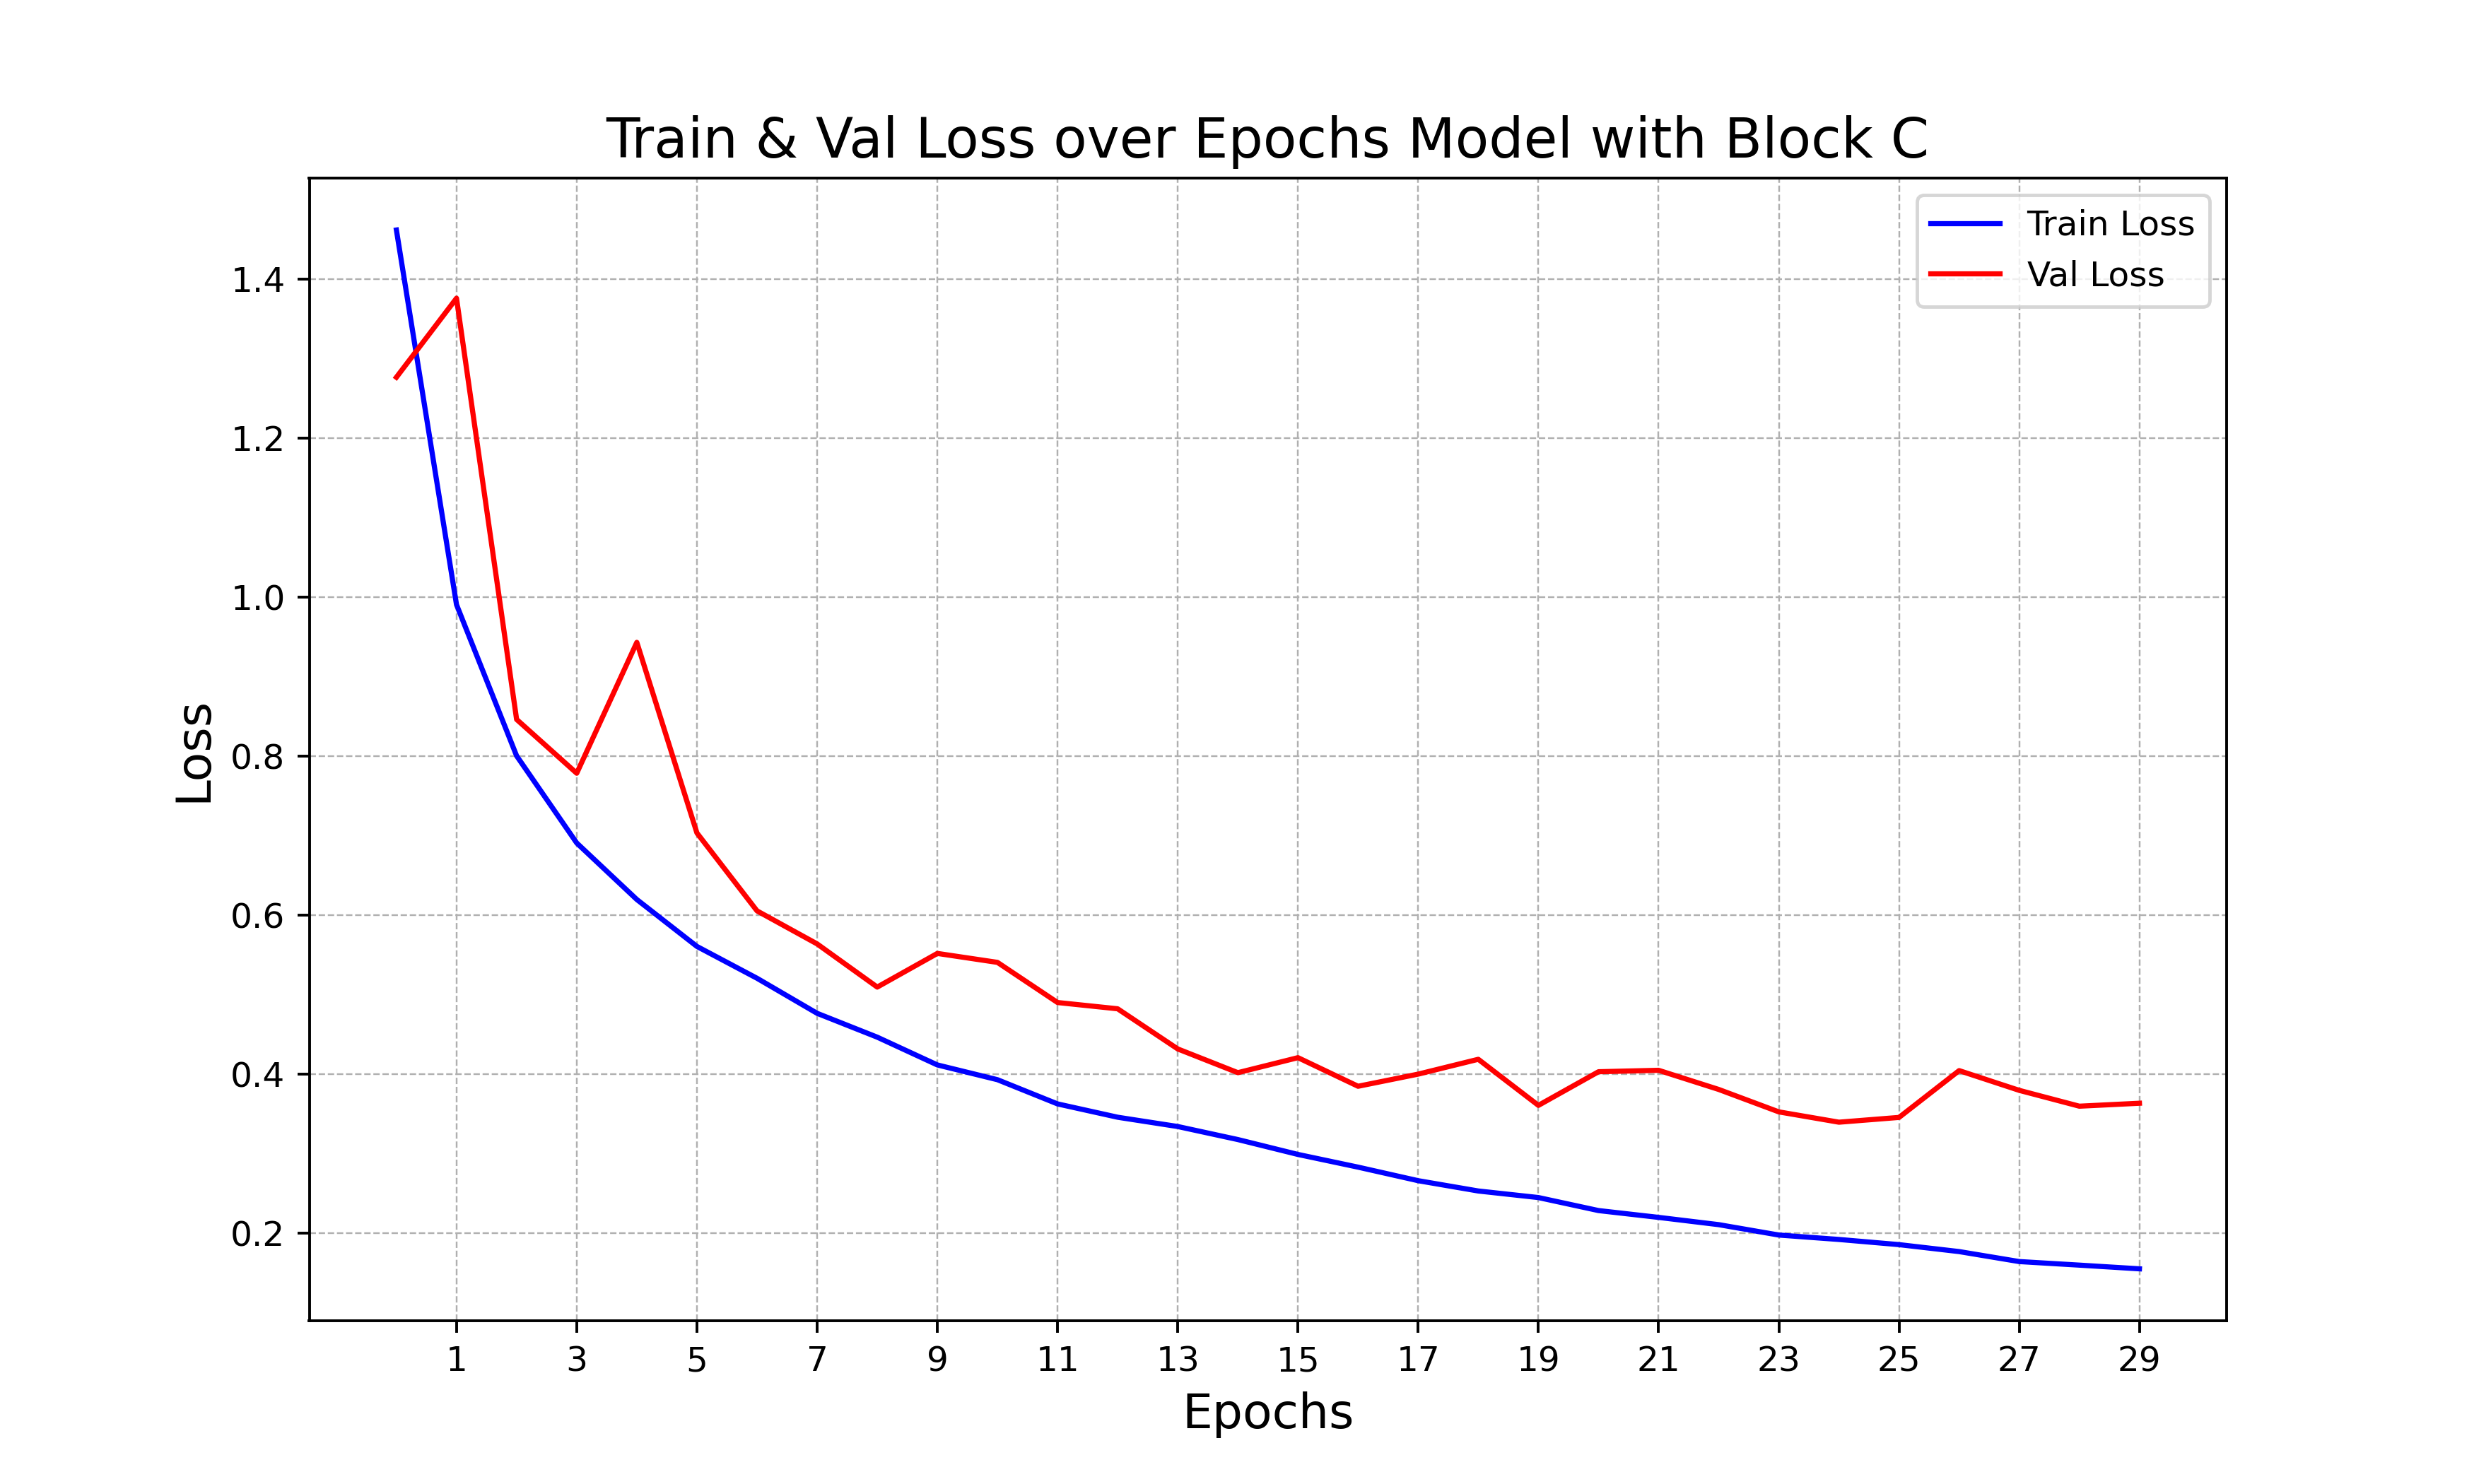 Train & Val Loss over Epochs Model with Block C
Train Loss
Val Loss
1.4
1.2
1.0
0.8
0.6
0.4
0.2
Loss
1 3 5 7 9 11 13 15 17 19 21 23 25 27 29
Epochs